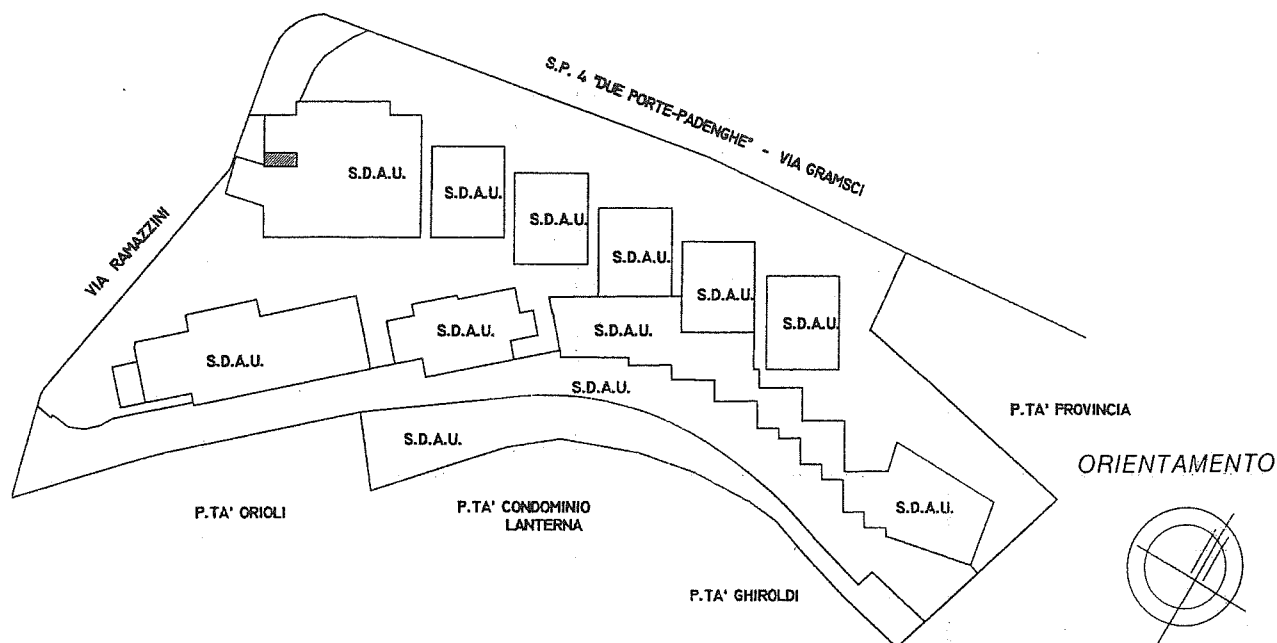 S.P. 4 "DUE PORTE-PADENGHE" - VIA GRAMSCI
VIA RAMAZZINI
S.D.A.U.
S.D.A.U.
S.D.A.U.
S.D.A.U.
S.D.A.U.
S.D.A.U.
S.D.A.U.
S.D.A.U.
S.D.A.U.
S.D.A.U.
S.D.A.U.
S.D.A.U.
P.TA' PROVINCIA
ORIENTAMENTO
P.TA' ORIOLI
P.TA' CONDOMINIO
LANTERNA
P.TA' GHIROLDI